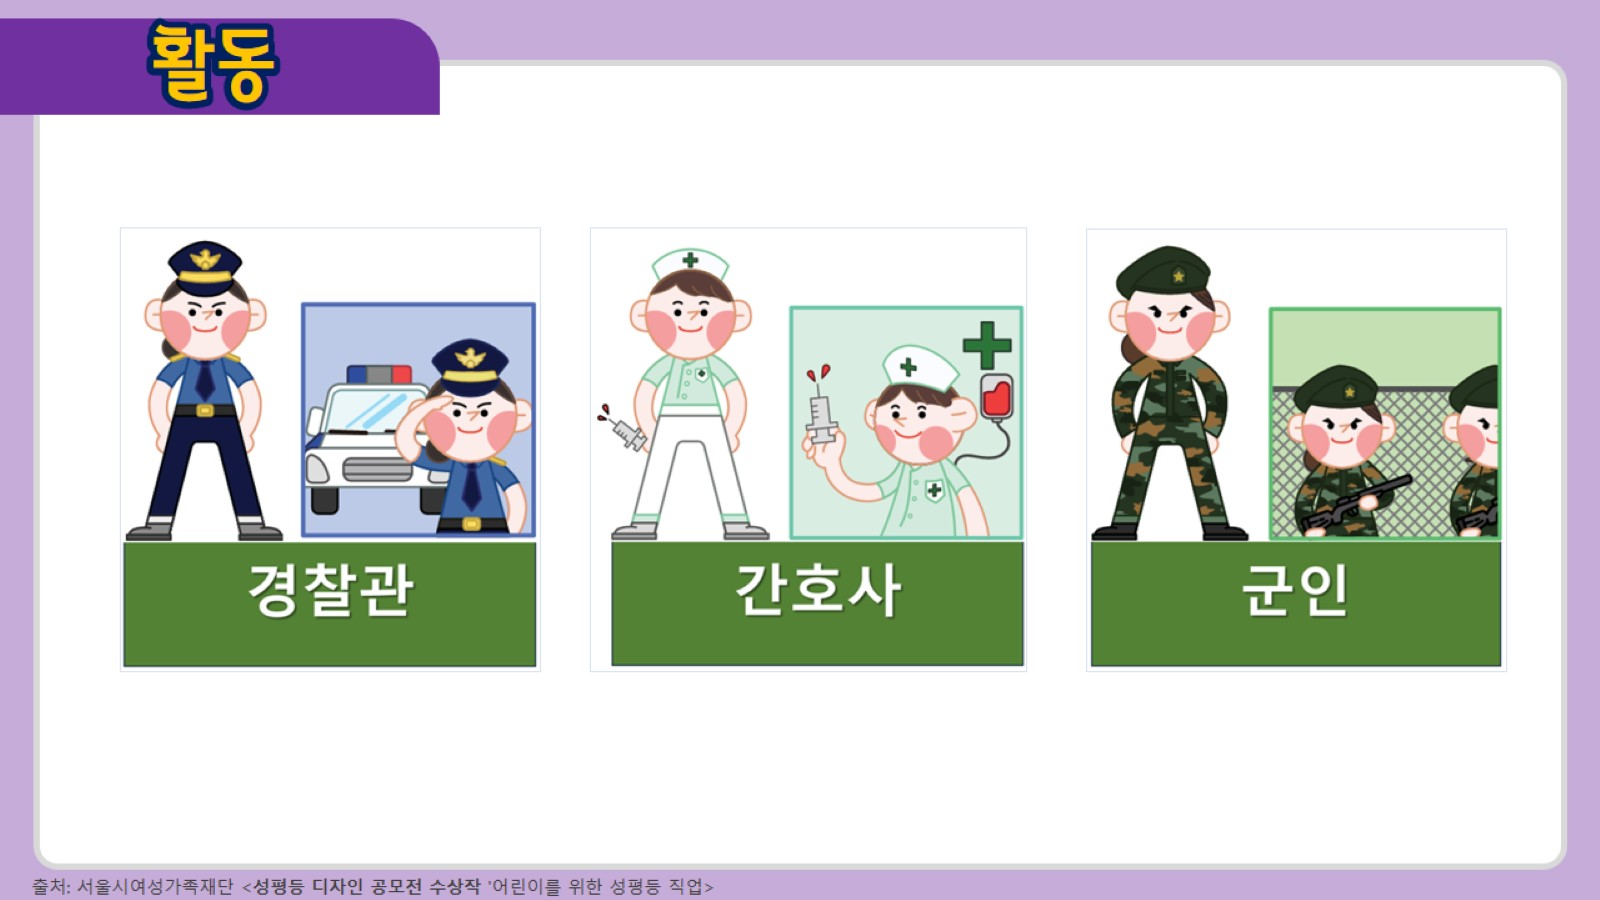 활동
경찰관
간호사
군인
출처: 서울시여성가족재단 <성평등 디자인 공모전 수상작 '어린이를 위한 성평등 직업>